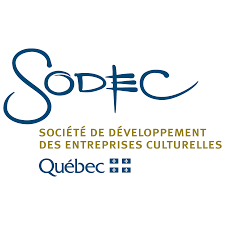 SODEC
SOCIÉTÉ DE DÉVELOPPEMENT
DES ENTREPRISES CULTURELLES
Québec